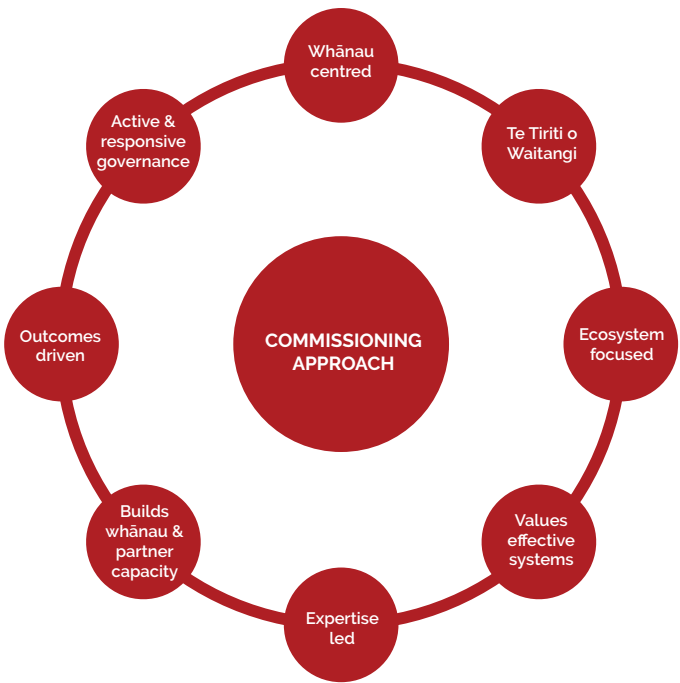 Whānau
centred
Te Tiriti o
Waitangi
Ecosystem
focused
Values
effective
systems
Expertise
led
Builds
whānau &
partner
capacity
Outcomes
driven
Active &
responsive
governance
COMMISSIONING
APPROACH